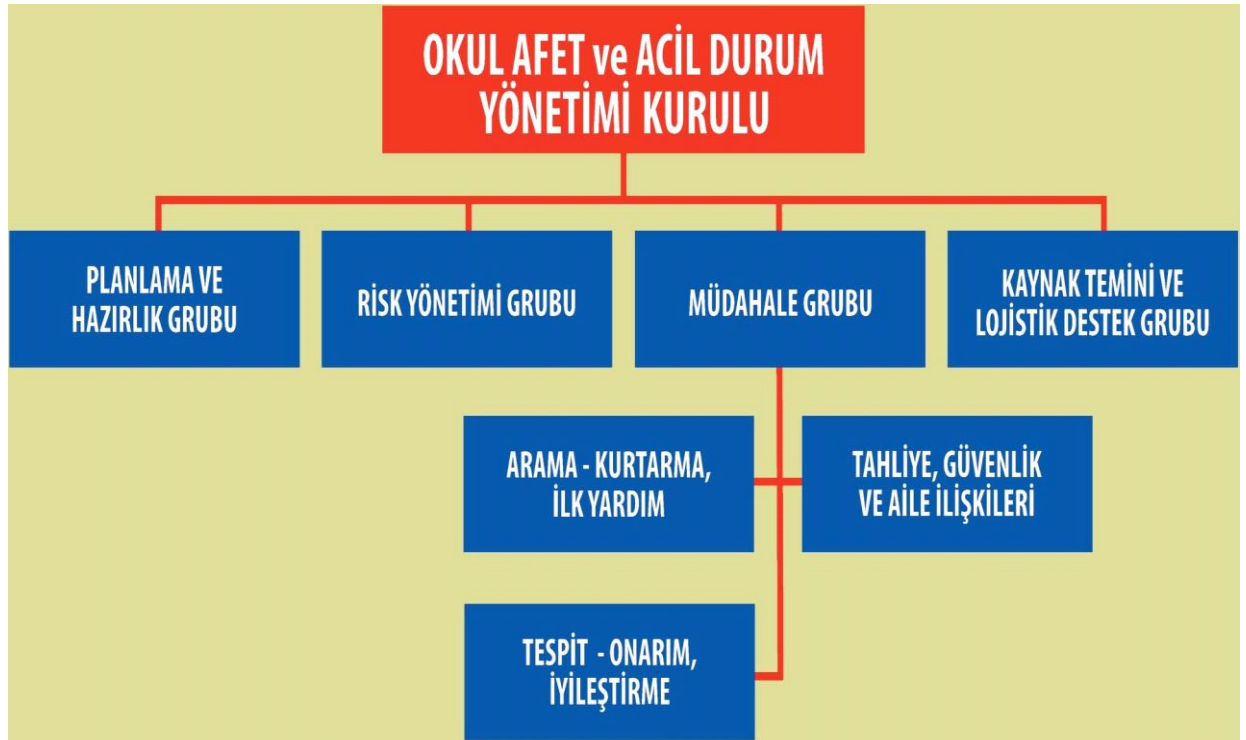 OKUL AFET ve ACİL DURUM
YÖNETİMİ KURULU
PLANLAMA VE
HAZIRLIK GRUBU
RİSK YÖNETİMİ GRUBU
MÜDAHALE GRUBU
KAYNAK TEMİNİ VE
LOJİSTİK DESTEK GRUBU
ARAMA - KURTARMA,
İLK YARDIM
TAHLİYE, GÜVENLİK
VE AİLE İLİŞKİLERİ
TESPİT - ONARIM,
İYİLEŞTİRME